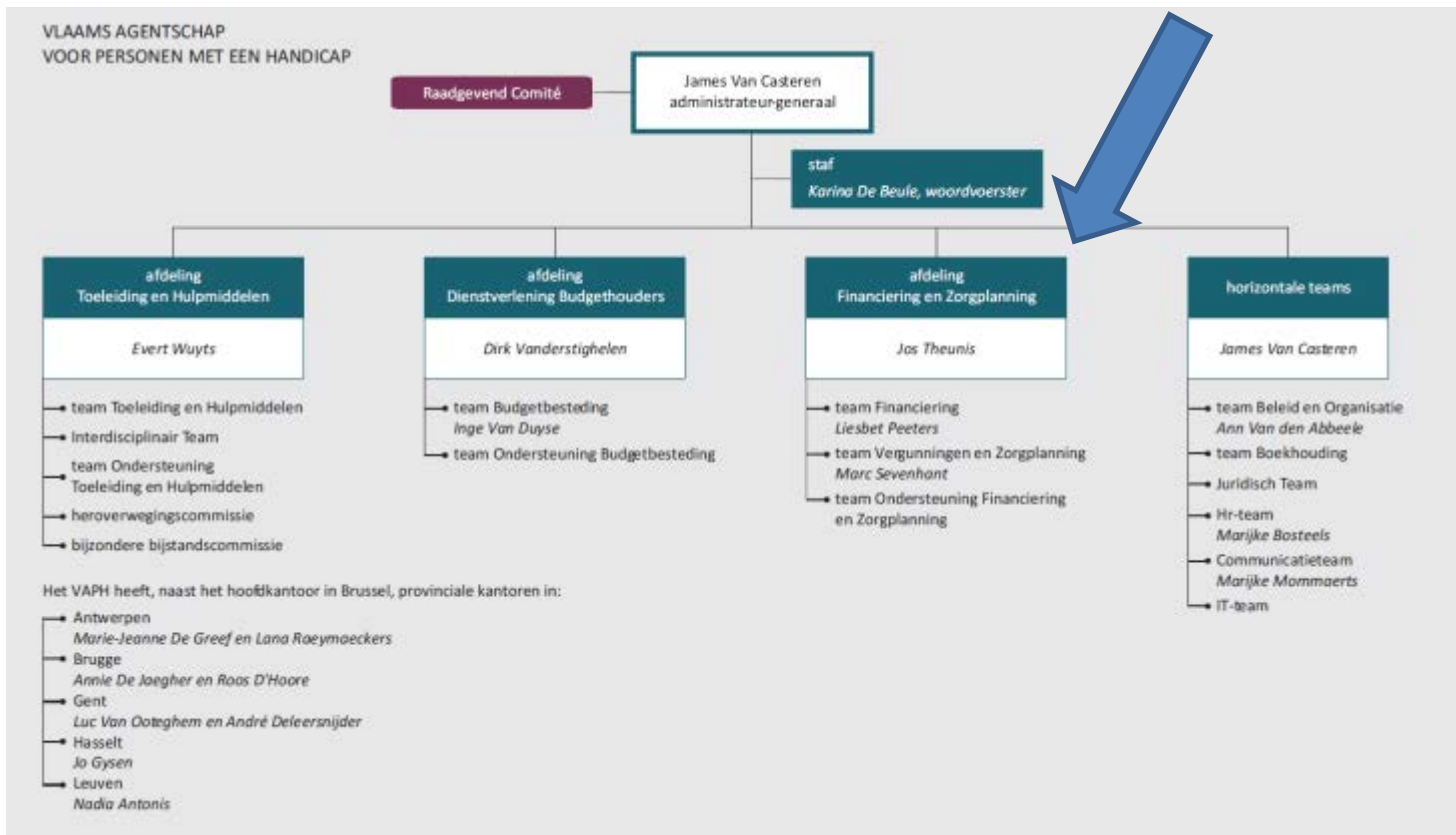 VLAAMS AGENTSCHAP
VOOR PERSONEN MET EEN HANDICAP
Raadgevend Comité
James Van Casteren
administrateur-generaal
staf
Karina De Beule, woordvoerster
afdeling
Toeleiding en Hulpmiddelen
Evert Wuyts
team Toeleiding en Hulpmiddelen
Interdisciplinair Team
team Ondersteuning
Toeleiding en Hulpmiddelen
heroverwegingscommissie
bijzondere bijstandscommissie
afdeling
Dienstverlening Budgethouders
Dirk Vanderstighelen
team Budgetbesteding
Inge Van Duyse
team Ondersteuning Budgetbesteding
afdeling
Financiering en Zorgplanning
Jos Theunis
team Financiering
Liesbet Peeters
team Vergunningen en Zorgplanning
Marc Sevenhant
team Ondersteuning Financiering
en Zorgplanning
horizontale teams
James Van Casteren
team Beleid en Organisatie
Ann Van den Abbeele
team Boekhouding
Juridisch Team
Hr-team
Marijke Bosteels
Communicatieteam
Marijke Mommaerts
IT-team
Het VAPH heeft, naast het hoofdkantoor in Brussel, provinciale kantoren in:
Antwerpen
Marie-Jeanne De Greef en Lana Raeymaeckers
Brugge
Annie De Jaegher en Roos D'Hoore
Gent
Luc Van Ooteghem en André Deleersnijder
Hasselt
Jo Gysen
Leuven
Nadia Antonis